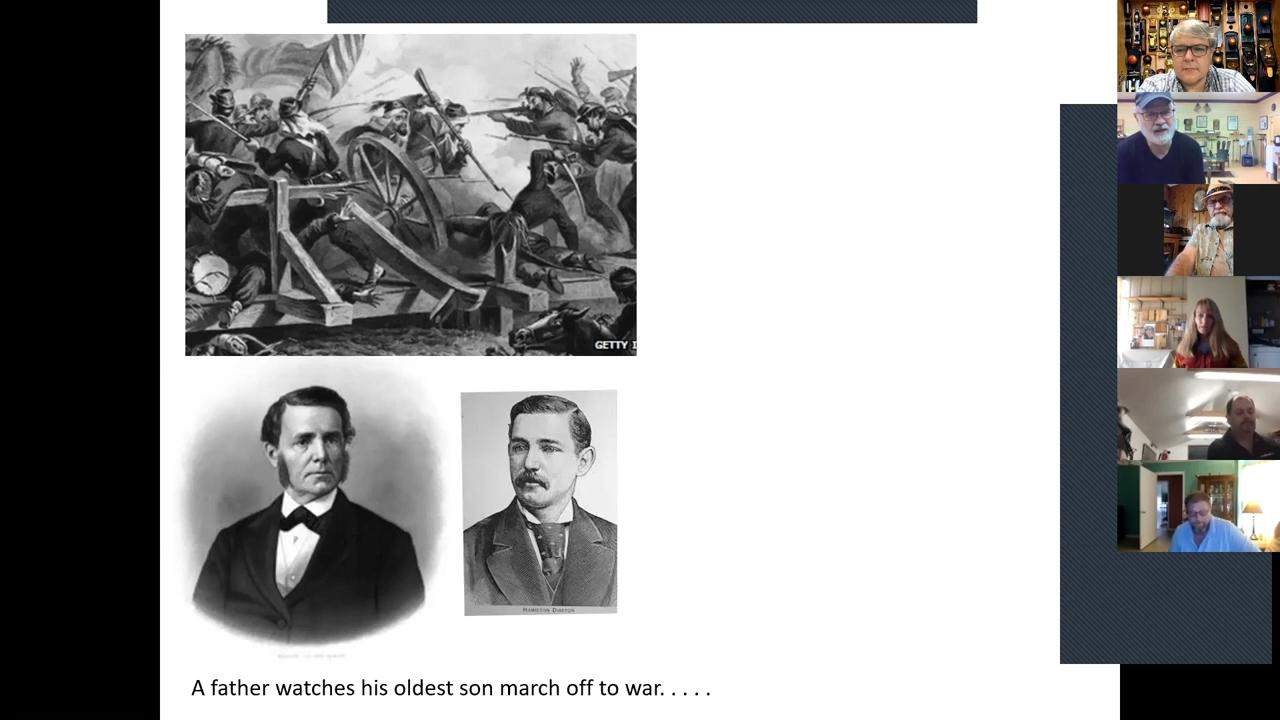 GETTY I
HAMILTON DISSTON
A father watches his oldest son march off to war. . . . .